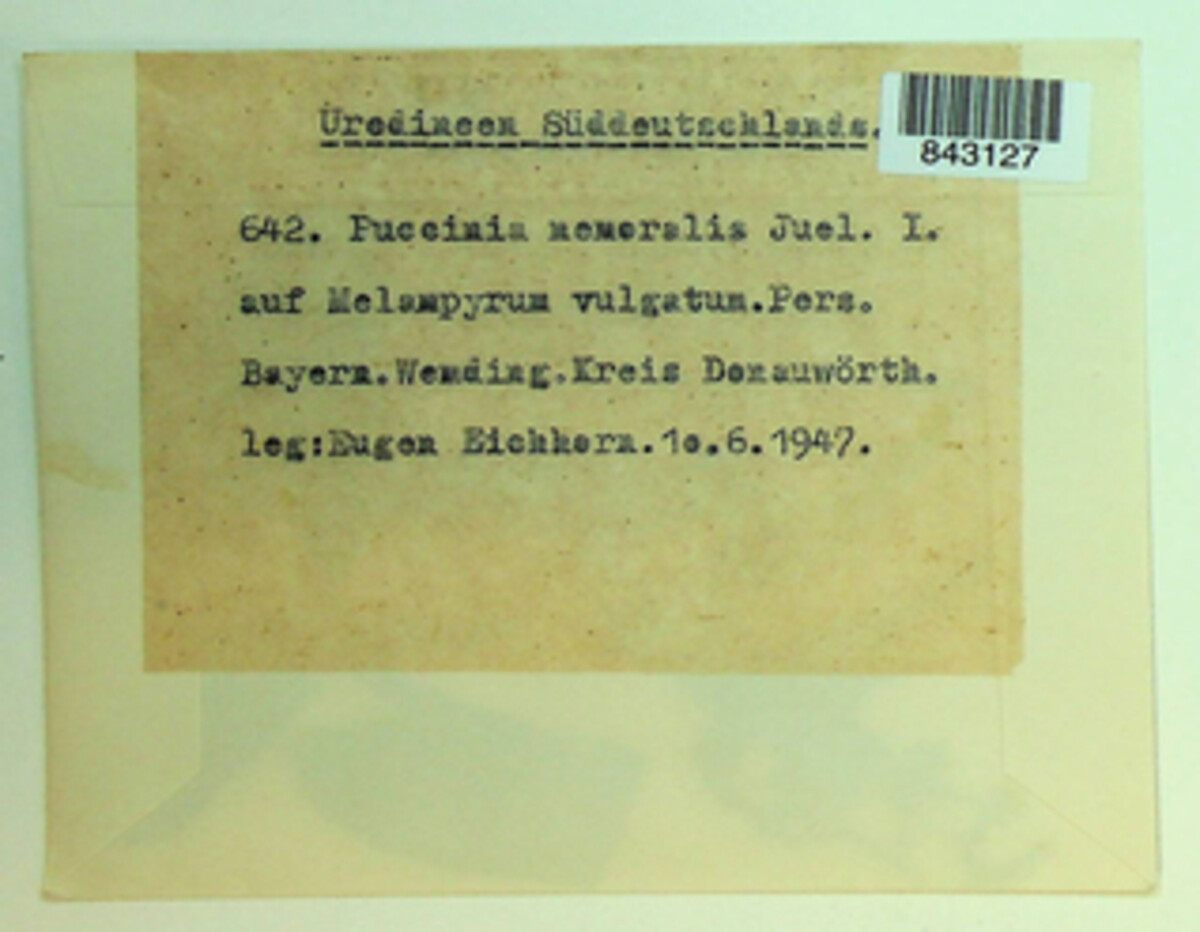 Uredineen Süddeutschlands.
843127
642. Puccinia nemoralis Juel. I.
auf Melampyrum vulgatum.Pers.
Bayern.Wemding.Kreis Donauwörth.
leg:Eugen Eichhorn.1o.6.1947.